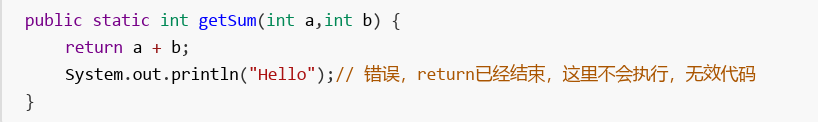 public static int getSum(int a,int b) {
    return a + b;
    System.out.println("Hello");// 错误，return已经结束，这里不会执行，无效代码
}